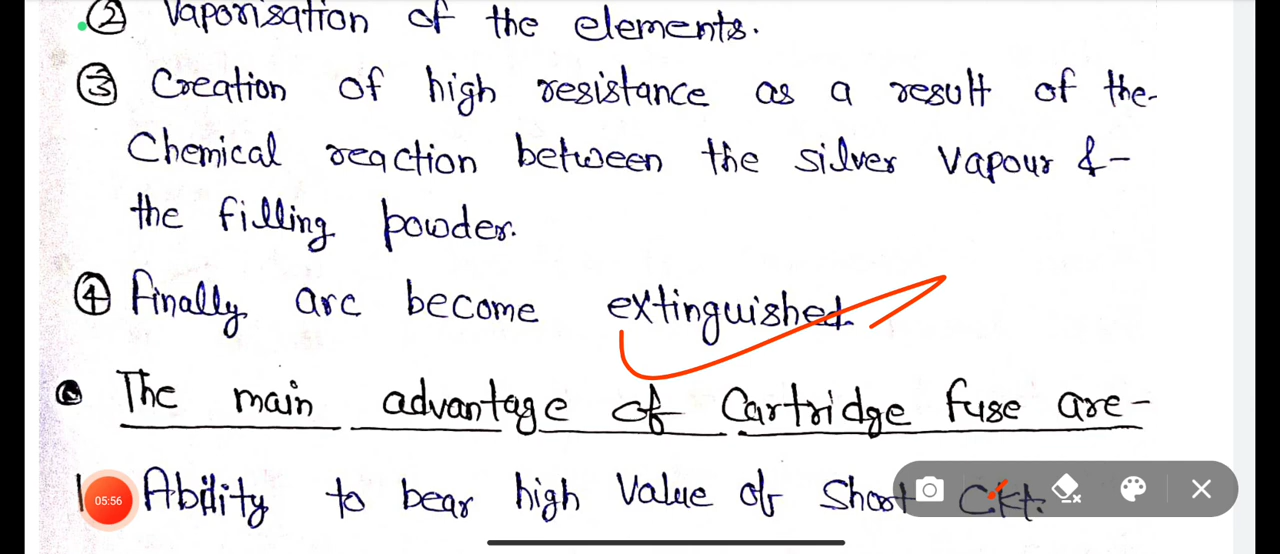 ② Vaporisation of the elements.
③ Creation of high resistance as a result of the-
Chemical reaction between the silver vapour &-
the filling powder.
④ Finally arc become extinguished.
The main advantage of Cartridge fuse are-
1 Ability to bear high value of Short Ckt.
05:56